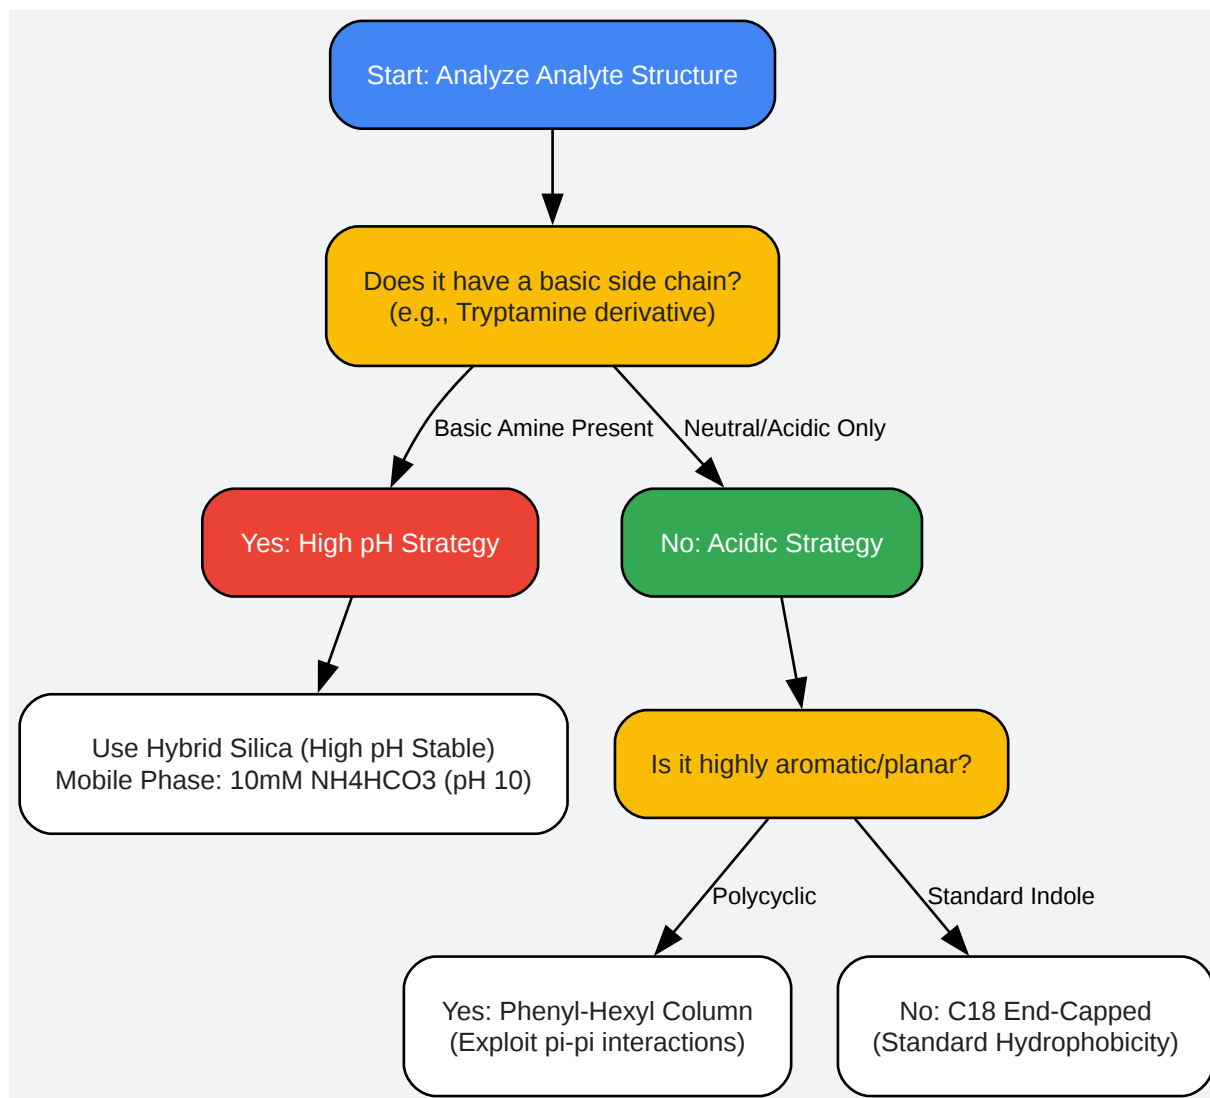 Start: Analyze Analyte Structure
Does it have a basic side chain?
(e.g., Tryptamine derivative)
Basic Amine Present
Neutral/Acidic Only
Yes: High pH Strategy
No: Acidic Strategy
Use Hybrid Silica (High pH Stable)
Mobile Phase: 10mM NH4HCO3 (pH 10)
Is it highly aromatic/planar?
Polycyclic
Standard Indole
Yes: Phenyl-Hexyl Column
(Exploit pi-pi interactions)
No: C18 End-Capped
(Standard Hydrophobicity)